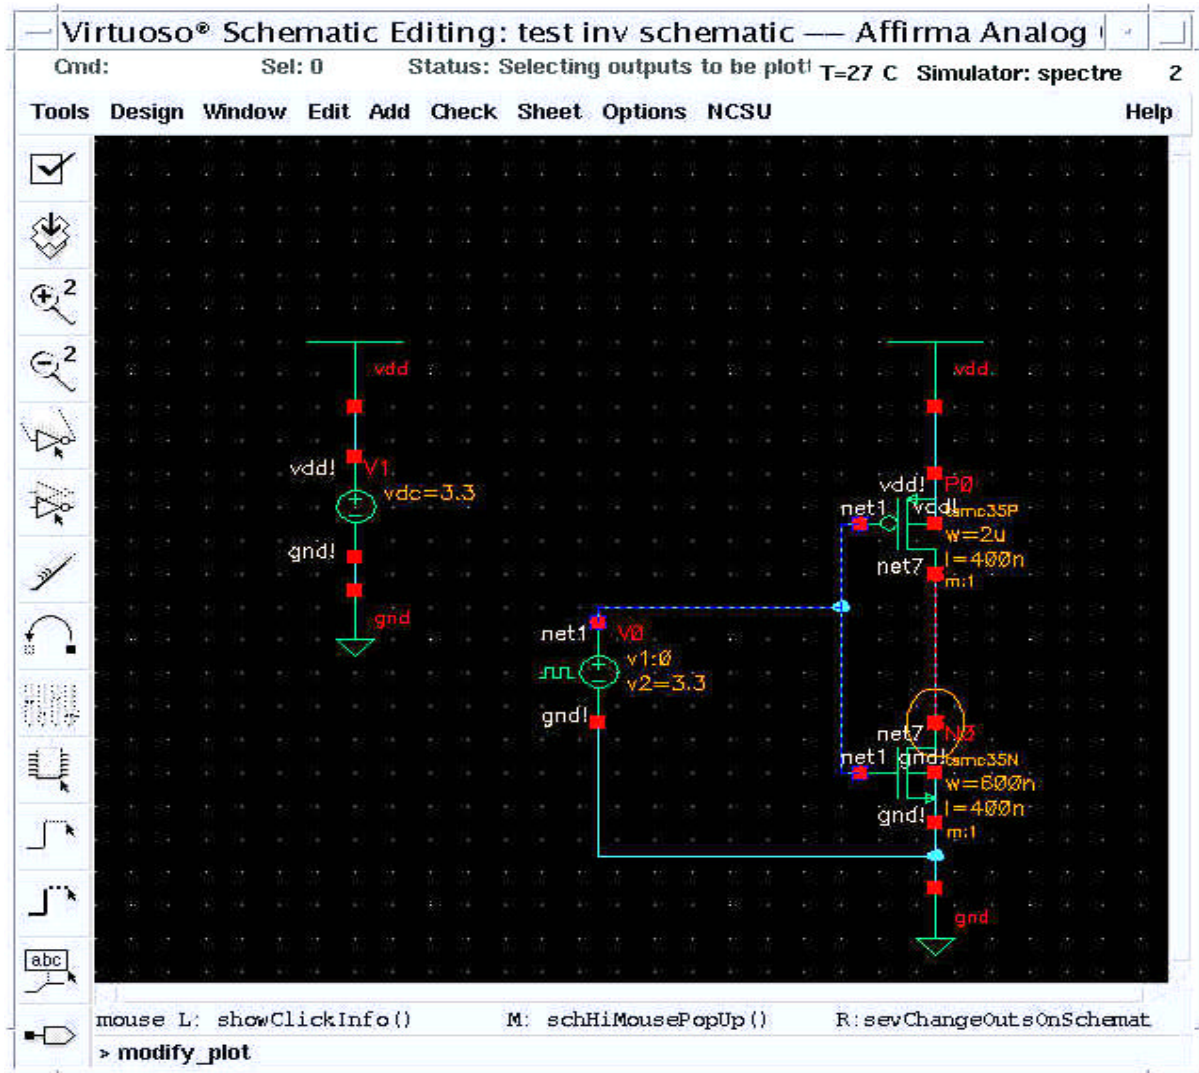 Virtuoso® Schematic Editing: test inv schematic — Affirma Analog
Cmd: Sel: 0 Status: Selecting outputs to be plot T=27 C Simulator: spectre 2
Tools Design Window Edit Add Check Sheet Options NCSU Help
2
2
vdd
vdd
vdd! V1
vdc=3.3
gnd!
gnd
vdd! P0
net1 vdd! tsmc35P
w=2u
l=400n
net7
m:1
net1 V0
v1:0
v2=3.3
gnd!
net7 N0
net1 gnd! tsmc35N
w=600n
l=400n
gnd!
m:1
gnd
abc
mouse L: showClickInfo() M: schHiMousePopUp() R:sevChangeOutsOnSchemat
> modify_plot